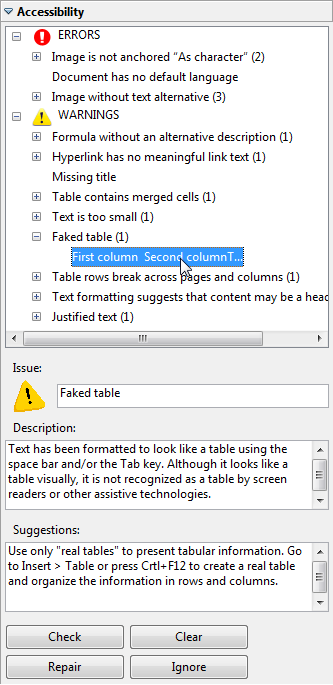 Accessibility
ERRORS
Image is not anchored “As character” (2)
Document has no default language
Image without text alternative (3)
WARNINGS
Formula without an alternative description (1)
Hyperlink has no meaningful link text (1)
Missing title
Table contains merged cells (1)
Text is too small (1)
Faked table (1)
First column  Second columnT...
Table rows break across pages and columns (1)
Text formatting suggests that content may be a head
Justified text (1)
Issue:
Faked table
Description:
Text has been formatted to look like a table using the
space bar and/or the Tab key. Although it looks like a
table visually, it is not recognized as a table by screen
readers or other assistive technologies.
Suggestions:
Use only "real tables" to present tabular information. Go
to Insert > Table or press Crtl+F12 to create a real table
and organize the information in rows and columns.
Check
Clear
Repair
Ignore